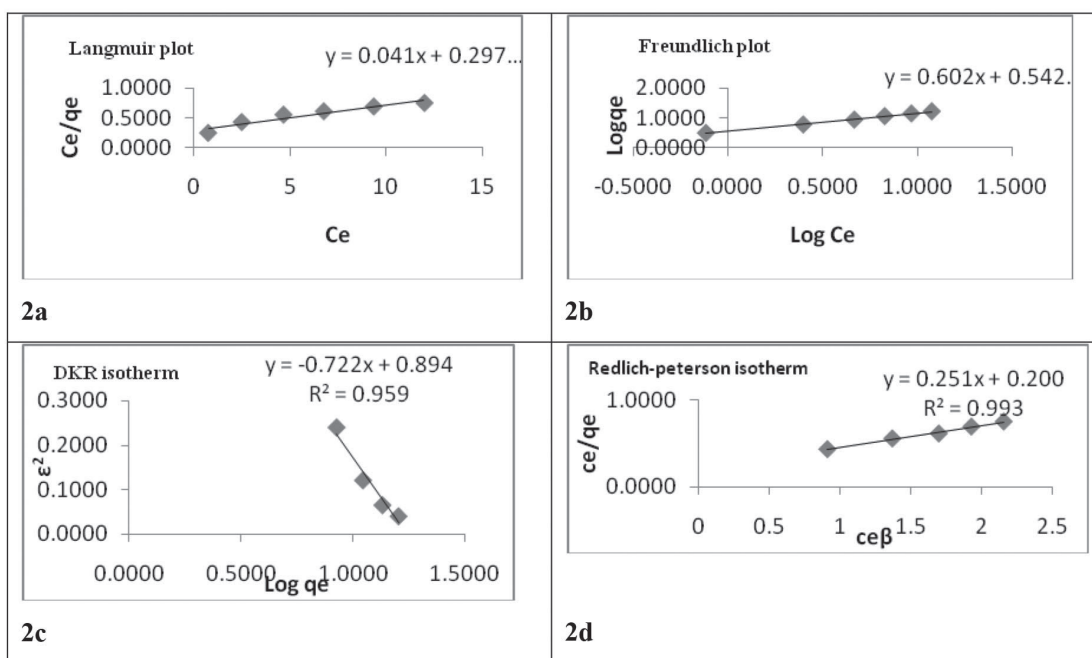 Langmuir plot
y = 0.041x + 0.297...
Ce/qe
1.0000
0.5000
0.0000
0 5 10 15
Ce
2a
Freundlich plot
y = 0.602x + 0.542.
Logqe
2.0000
1.0000
0.0000
-0.5000 0.0000 0.5000 1.0000 1.5000
Log Ce
2b
DKR isotherm
y = -0.722x + 0.894
R² = 0.959
ε²
0.3000
0.2000
0.1000
0.0000
0.0000 0.5000 1.0000 1.5000
Log qe
2c
Redlich-peterson isotherm
y = 0.251x + 0.200
R² = 0.993
ce/qe
1.0000
0.0000
0 0.5 1 1.5 2 2.5
ceβ
2d